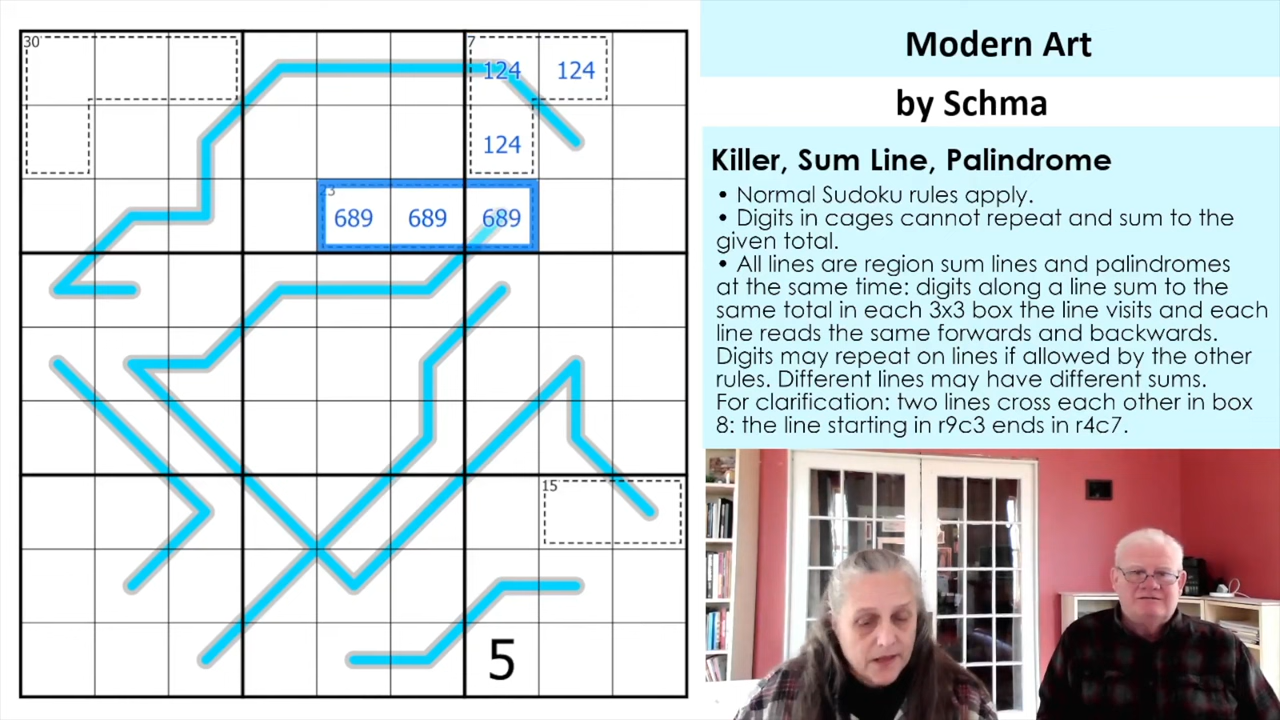 30
7
124 124
124
23
689 689 689
15
5
Modern Art
by Schma
Killer, Sum Line, Palindrome
• Normal Sudoku rules apply.
• Digits in cages cannot repeat and sum to the
given total.
• All lines are region sum lines and palindromes
at the same time: digits along a line sum to the
same total in each 3x3 box the line visits and each
line reads the same forwards and backwards.
Digits may repeat on lines if allowed by the other
rules. Different lines may have different sums.
For clarification: two lines cross each other in box
8: the line starting in r9c3 ends in r4c7.